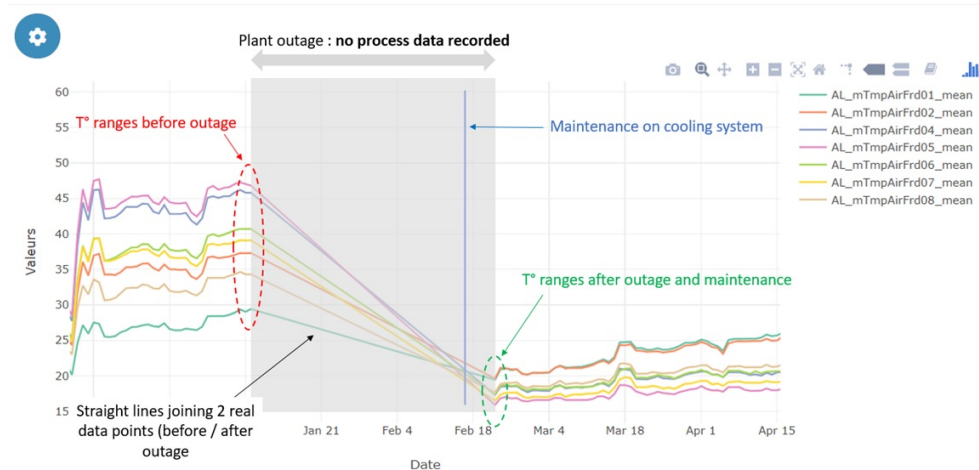 Plant outage : no process data recorded
T° ranges before outage
Maintenance on cooling system
T° ranges after outage and maintenance
Straight lines joining 2 real
data points (before / after
outage
Valeurs
60
55
50
45
40
35
30
25
20
15
Jan 21
Feb 4
Feb 18
Mar 4
Mar 18
Apr 1
Apr 15
Date
AL_mTmpAirFrd01_mean
AL_mTmpAirFrd02_mean
AL_mTmpAirFrd04_mean
AL_mTmpAirFrd05_mean
AL_mTmpAirFrd06_mean
AL_mTmpAirFrd07_mean
AL_mTmpAirFrd08_mean